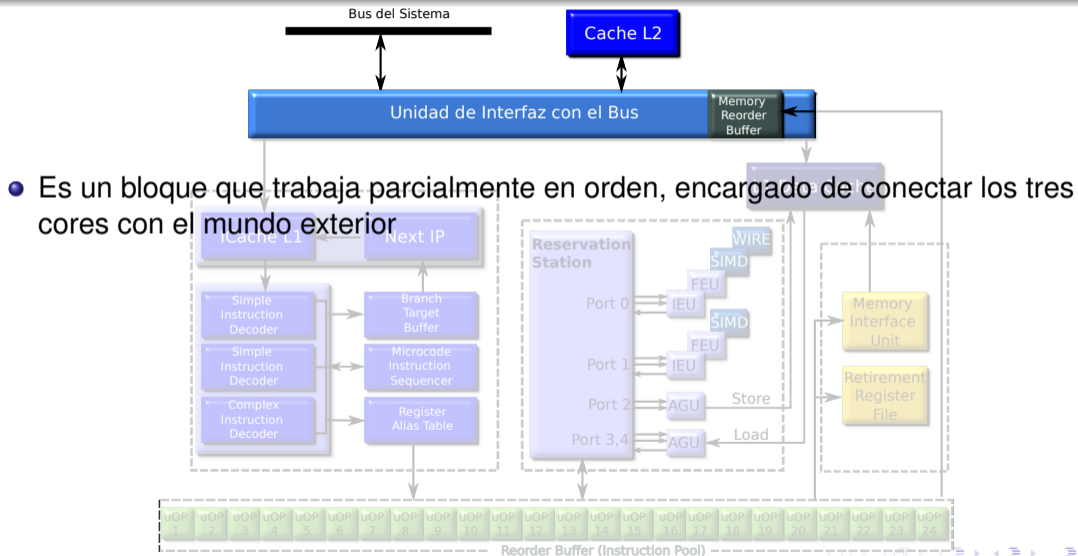 Bus del Sistema
Cache L2
Unidad de Interfaz con el Bus
Memory
Reorder
Buffer
Es un bloque que trabaja parcialmente en orden, encargado de conectar los tres
cores con el mundo exterior
ICache L1
Next IP
Simple
Instruction
Decoder
Simple
Instruction
Decoder
Complex
Instruction
Decoder
Branch
Target
Buffer
Microcode
Instruction
Sequencer
Register
Alias Table
Reservation
Station
Port 0
Port 1
Port 2
Port 3,4
WIRE
SIMD
FEU
IEU
SIMD
FEU
IEU
AGU
Store
AGU
Load
Memory
Interface
Unit
Retirement
Register
File
uOP uOP uOP uOP uOP uOP uOP uOP uOP uOP uOP uOP uOP uOP uOP uOP uOP uOP uOP uOP uOP uOP uOP uOP
1 2 3 4 5 6 7 8 9 10 11 12 13 14 15 16 17 18 19 20 21 22 23 24
Reorder Buffer (Instruction Pool)